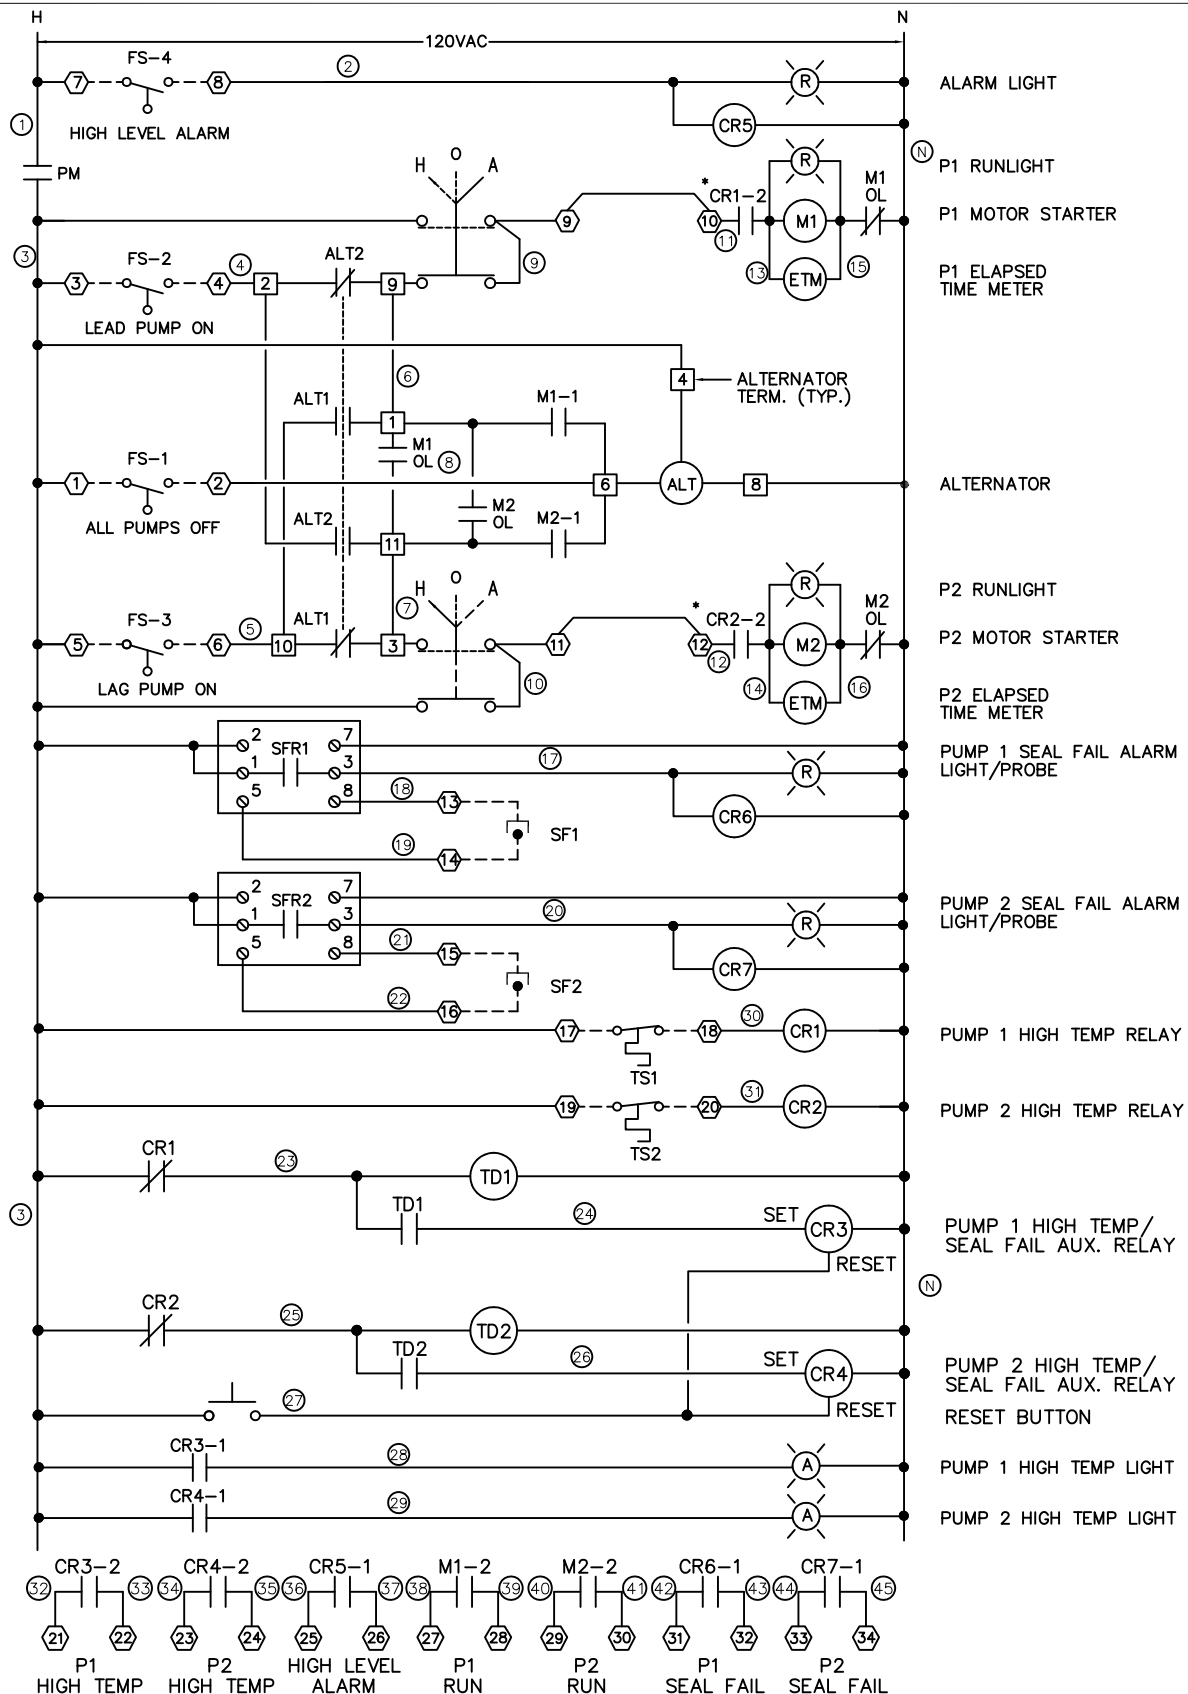 H N
120VAC
FS-4
7 8 2 R ALARM LIGHT
1 HIGH LEVEL ALARM CR5
N
PM
H O A
* CR1-2 R M1 OL P1 RUNLIGHT
9 10 11 M1 P1 MOTOR STARTER
3 FS-2 4 ALT2 9 13 15
3 4 2 9 ETM P1 ELAPSED
TIME METER
LEAD PUMP ON
6 4 ALTERNATOR
TERM. (TYP.)
ALT1 1 M1-1
M1
OL 8
FS-1
1 2 6 ALT 8 ALTERNATOR
ALL PUMPS OFF
M2
OL
ALT2 11 M2-1
H O A
7
* CR2-2 R M2 OL P2 RUNLIGHT
FS-3 5 ALT1
5 6 10 3 11 12 12 M2 P2 MOTOR STARTER
LAG PUMP ON 10 14 16
ETM P2 ELAPSED
TIME METER
2 SFR1 7
1 3 17 R PUMP 1 SEAL FAIL ALARM
LIGHT/PROBE
5 8 18 13
CR6
SF1
19 14
2 SFR2 7
1 3 20 R PUMP 2 SEAL FAIL ALARM
LIGHT/PROBE
5 8 21 15
CR7
SF2
22 16
17 18 30 CR1 PUMP 1 HIGH TEMP RELAY
TS1
19 20 31 CR2 PUMP 2 HIGH TEMP RELAY
TS2
CR1 23 TD1
3 TD1 24 SET CR3 PUMP 1 HIGH TEMP/
SEAL FAIL AUX. RELAY
RESET
N
CR2 25 TD2
TD2 26 SET CR4 PUMP 2 HIGH TEMP/
SEAL FAIL AUX. RELAY
27 RESET RESET BUTTON
CR3-1 28 A PUMP 1 HIGH TEMP LIGHT
CR4-1 29 A PUMP 2 HIGH TEMP LIGHT
CR3-2 CR4-2 CR5-1 M1-2 M2-2 CR6-1 CR7-1
32 33 34 35 36 37 38 39 40 41 42 43 44 45
21 22 23 24 25 26 27 28 29 30 31 32 33 34
P1
HIGH TEMP
P2
HIGH TEMP
HIGH LEVEL
ALARM
P1
RUN
P2
RUN
P1
SEAL FAIL
P2
SEAL FAIL